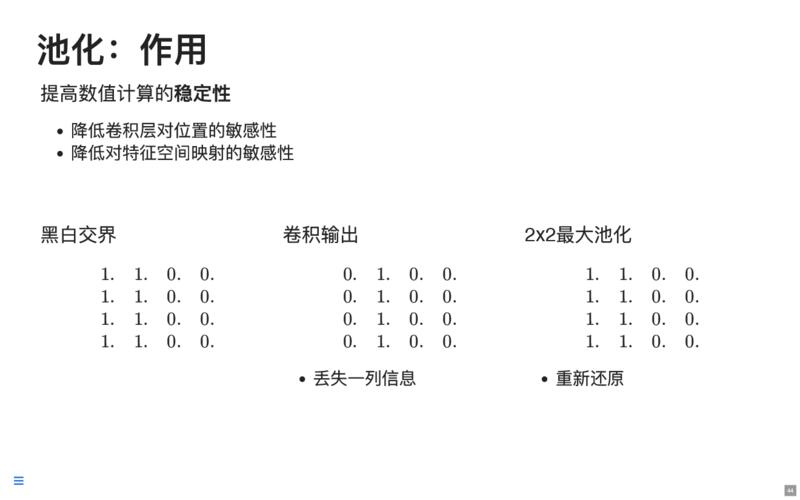 池化：作用
提高数值计算的稳定性
• 降低卷积层对位置的敏感性
• 降低对特征空间映射的敏感性
黑白交界
1. 1. 0. 0.
1. 1. 0. 0.
1. 1. 0. 0.
1. 1. 0. 0.
卷积输出
0. 1. 0. 0.
0. 1. 0. 0.
0. 1. 0. 0.
0. 1. 0. 0.
• 丢失一列信息
2x2最大池化
1. 1. 0. 0.
1. 1. 0. 0.
1. 1. 0. 0.
1. 1. 0. 0.
• 重新还原
44